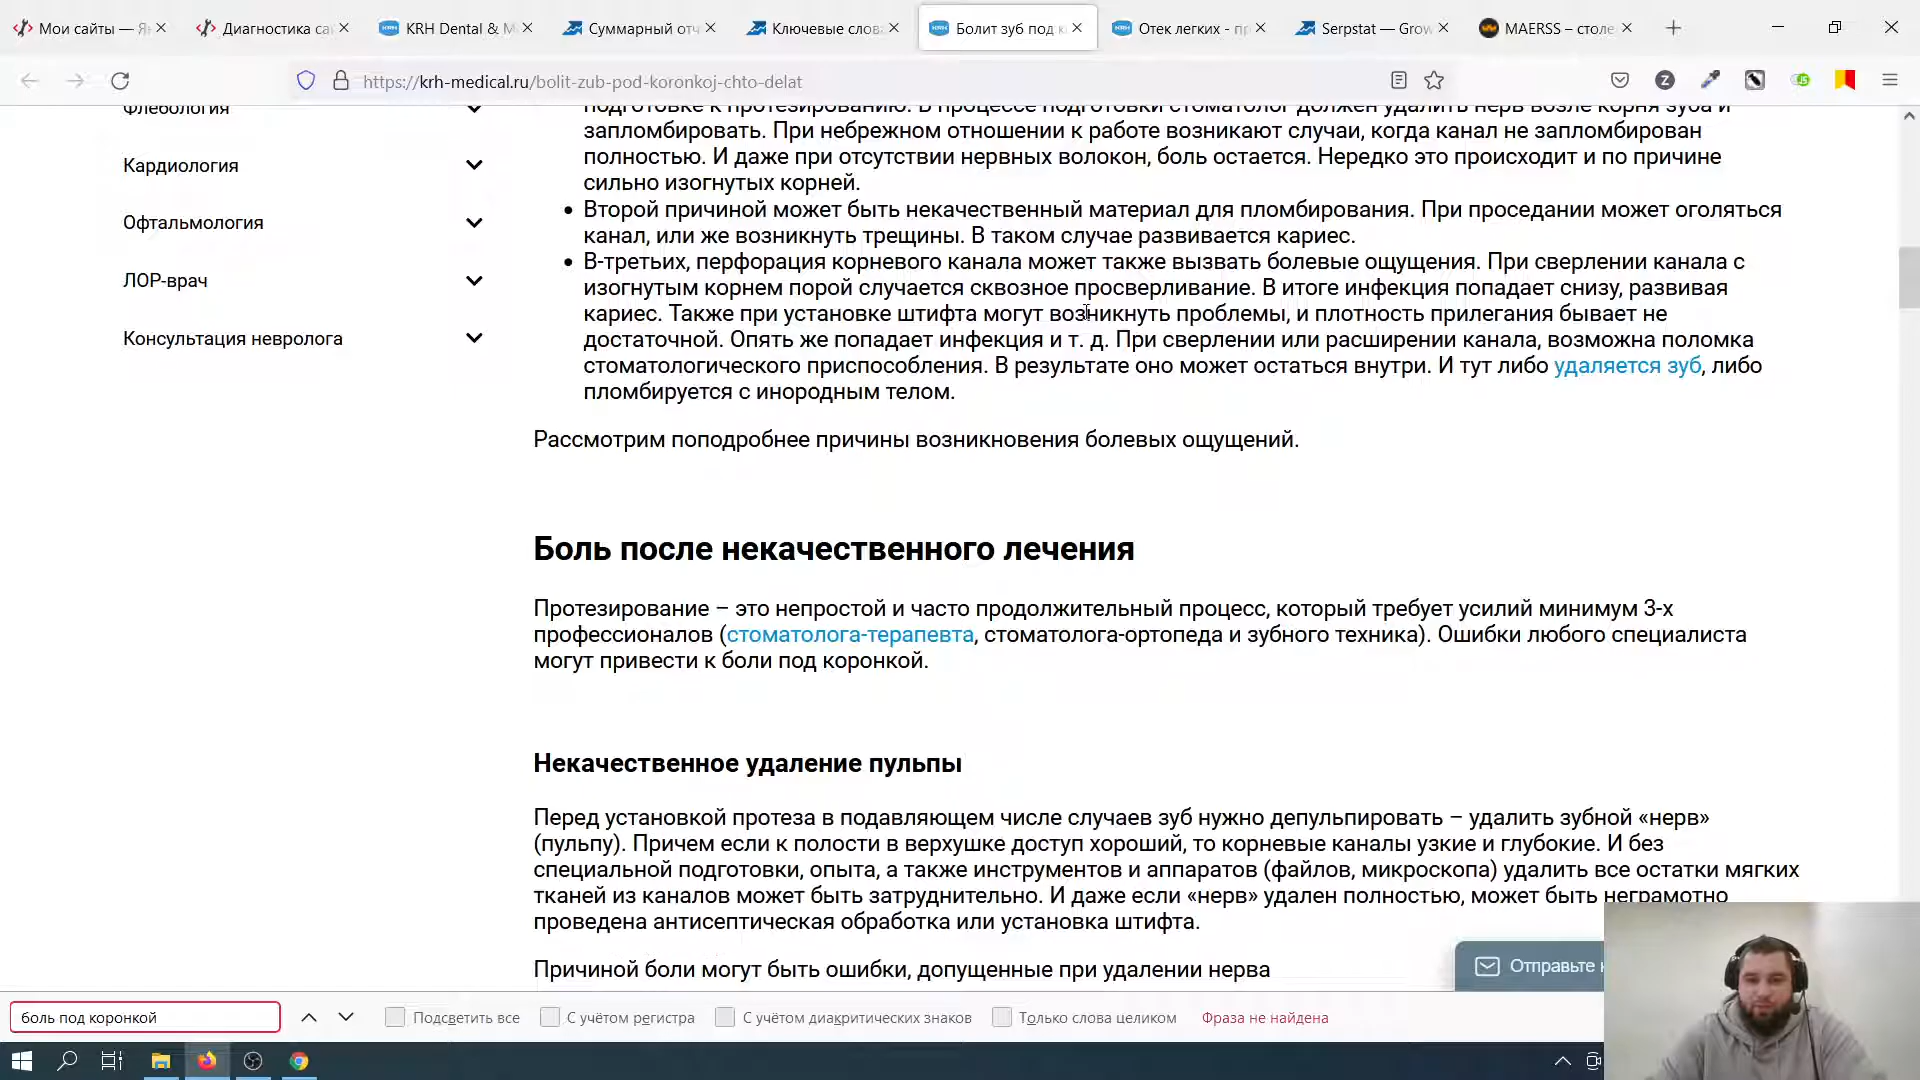 Мои сайты — Я
Диагностика са
KRH Dental & M
Суммарный отч
Ключевые слов
Болит зуб под к
Отек легких - п
Serpstat — Grow
MAERSS – столе
https://krh-medical.ru/bolit-zub-pod-koronkoj-chto-delat
Флебология
Кардиология
Офтальмология
ЛОР-врач
Консультация невролога
подготовке к протезированию. В процессе подготовки стоматолог должен удалить нерв возле корня зуба и
запломбировать. При небрежном отношении к работе возникают случаи, когда канал не запломбирован
полностью. И даже при отсутствии нервных волокон, боль остается. Нередко это происходит и по причине
сильно изогнутых корней.
• Второй причиной может быть некачественный материал для пломбирования. При проседании может оголяться
канал, или же возникнуть трещины. В таком случае развивается кариес.
• В-третьих, перфорация корневого канала может также вызвать болевые ощущения. При сверлении канала с
изогнутым корнем порой случается сквозное просверливание. В итоге инфекция попадает снизу, развивая
кариес. Также при установке штифта могут возникнуть проблемы, и плотность прилегания бывает не
достаточной. Опять же попадает инфекция и т. д. При сверлении или расширении канала, возможна поломка
стоматологического приспособления. В результате оно может остаться внутри. И тут либо удаляется зуб, либо
пломбируется с инородным телом.
Рассмотрим поподробнее причины возникновения болевых ощущений.
Боль после некачественного лечения
Протезирование – это непростой и часто продолжительный процесс, который требует усилий минимум 3-х
профессионалов (стоматолога-терапевта, стоматолога-ортопеда и зубного техника). Ошибки любого специалиста
могут привести к боли под коронкой.
Некачественное удаление пульпы
Перед установкой протеза в подавляющем числе случаев зуб нужно депульпировать – удалить зубной «нерв»
(пульпу). Причем если к полости в верхушке доступ хороший, то корневые каналы узкие и глубокие. И без
специальной подготовки, опыта, а также инструментов и аппаратов (файлов, микроскопа) удалить все остатки мягких
тканей из каналов может быть затруднительно. И даже если «нерв» удален полностью, может быть неграмотно
проведена антисептическая обработка или установка штифта.
Причиной боли могут быть ошибки, допущенные при удалении нерва
Отправьте
боль под коронкой
Подсветить все
С учётом регистра
С учётом диакритических знаков
Только слова целиком
Фраза не найдена